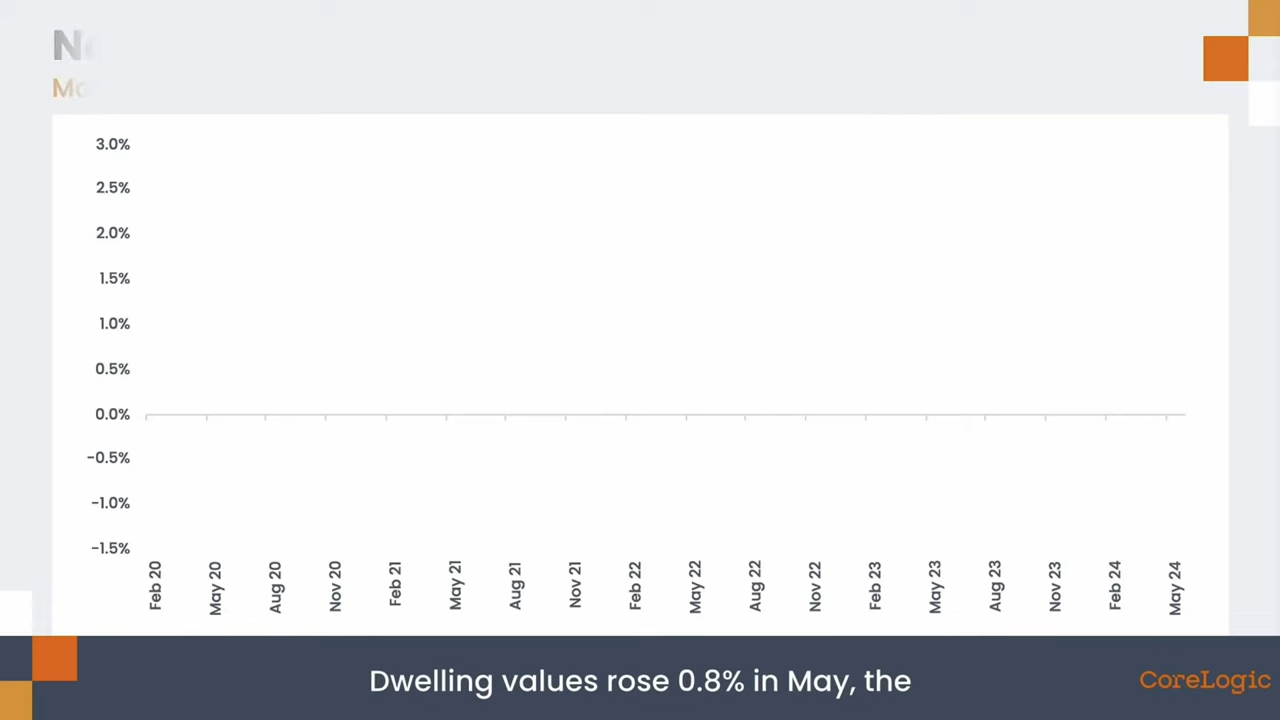 3.0%
2.5%
2.0%
1.5%
1.0%
0.5%
0.0%
-0.5%
-1.0%
-1.5%
Feb 20
May 20
Aug 20
Nov 20
Feb 21
May 21
Aug 21
Nov 21
Feb 22
May 22
Aug 22
Nov 22
Feb 23
May 23
Aug 23
Nov 23
Feb 24
May 24
Dwelling values rose 0.8% in May, the
CoreLogic